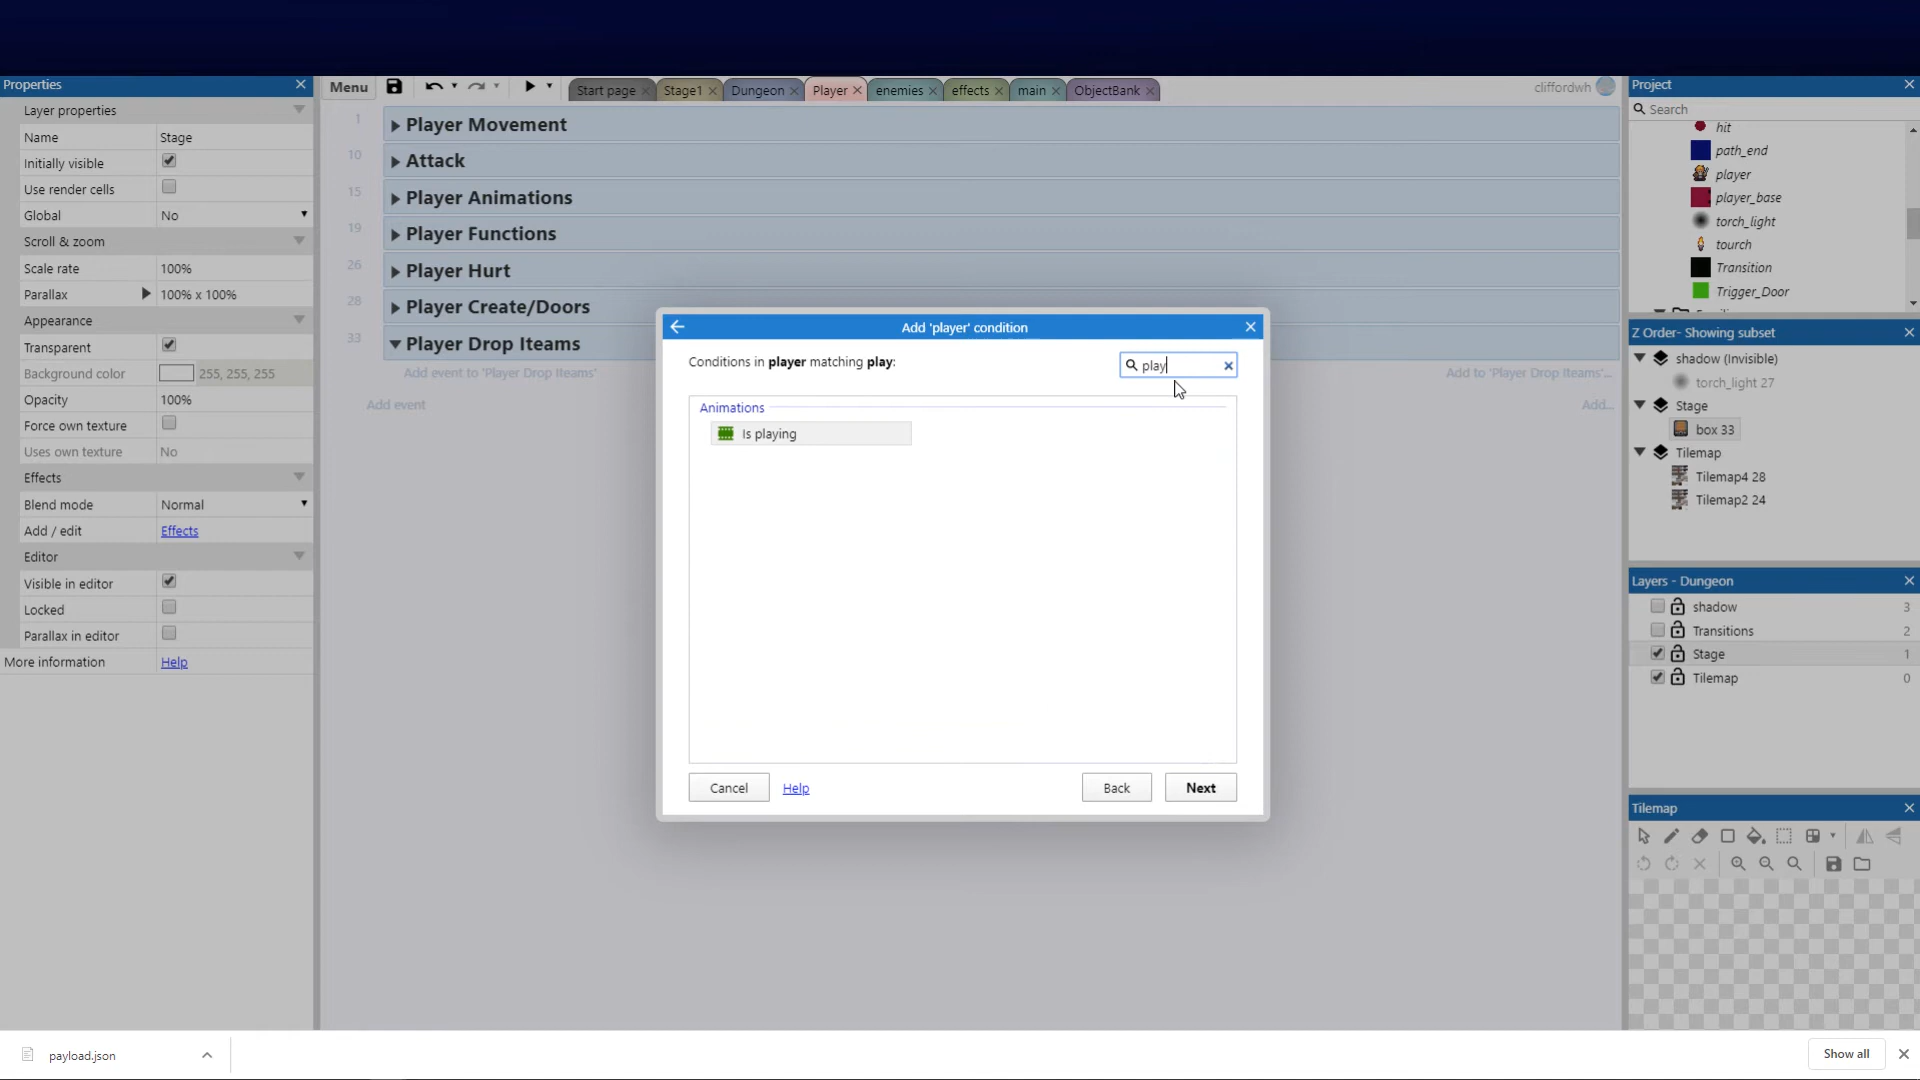 Properties
Layer properties
Name Stage
Initially visible
Use render cells
Global No
Scroll & zoom
Scale rate 100%
Parallax 100% x 100%
Appearance
Transparent
Background color 255, 255, 255
Opacity 100%
Force own texture
Uses own texture No
Effects
Blend mode Normal
Add / edit Effects
Editor
Visible in editor
Locked
Parallax in editor
More information Help
Menu
Start page Stage1 Dungeon Player enemies effects main ObjectBank
cliffordwh
1 Player Movement
10 Attack
15 Player Animations
19 Player Functions
26 Player Hurt
28 Player Create/Doors
33 Player Drop Iteams
Add event to 'Player Drop Iteams' Add to 'Player Drop Iteams'...
Add event Add...
Add 'player' condition
Conditions in player matching play:
play
Animations
Is playing
Cancel Help Back Next
Project
Search
hit
path_end
player
player_base
torch_light
tourch
Transition
Trigger_Door
Z Order- Showing subset
shadow (Invisible)
torch_light 27
Stage
box 33
Tilemap
Tilemap4 28
Tilemap2 24
Layers - Dungeon
shadow 3
Transitions 2
Stage 1
Tilemap 0
Tilemap
payload.json
Show all